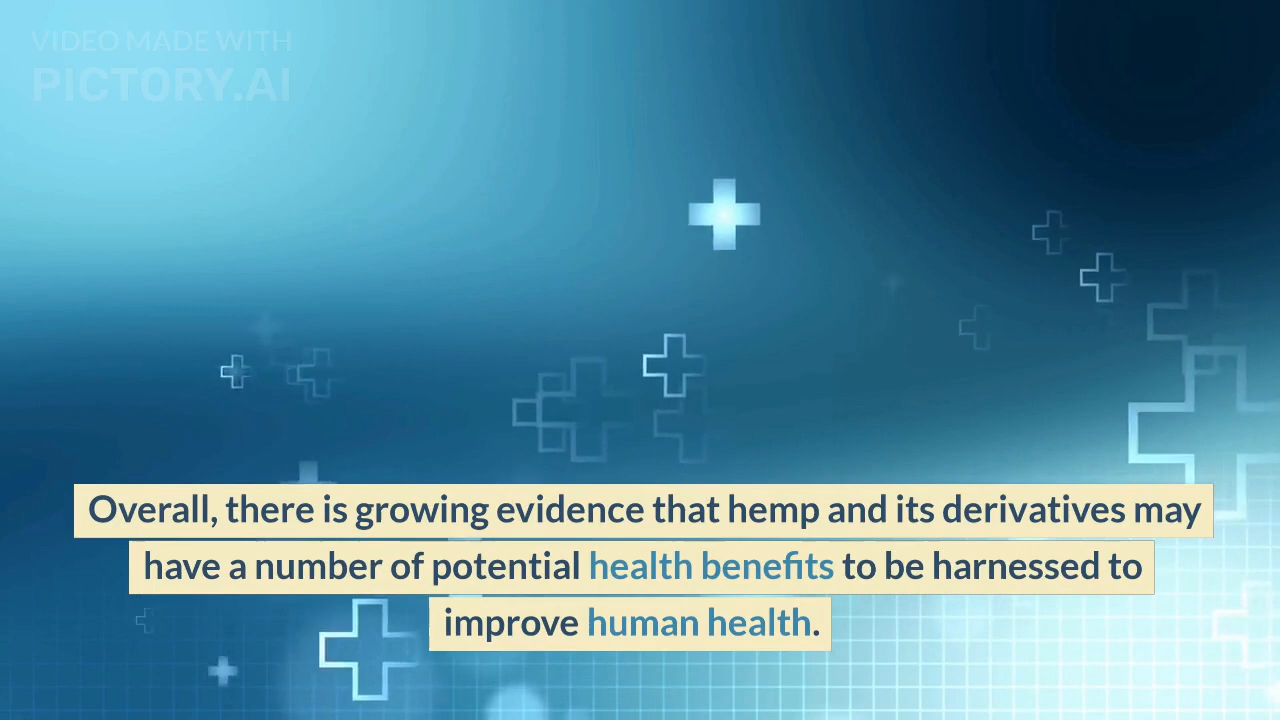 VIDEO MADE WITH
PICTORY.AI
Overall, there is growing evidence that hemp and its derivatives may
have a number of potential health benefits to be harnessed to
improve human health.